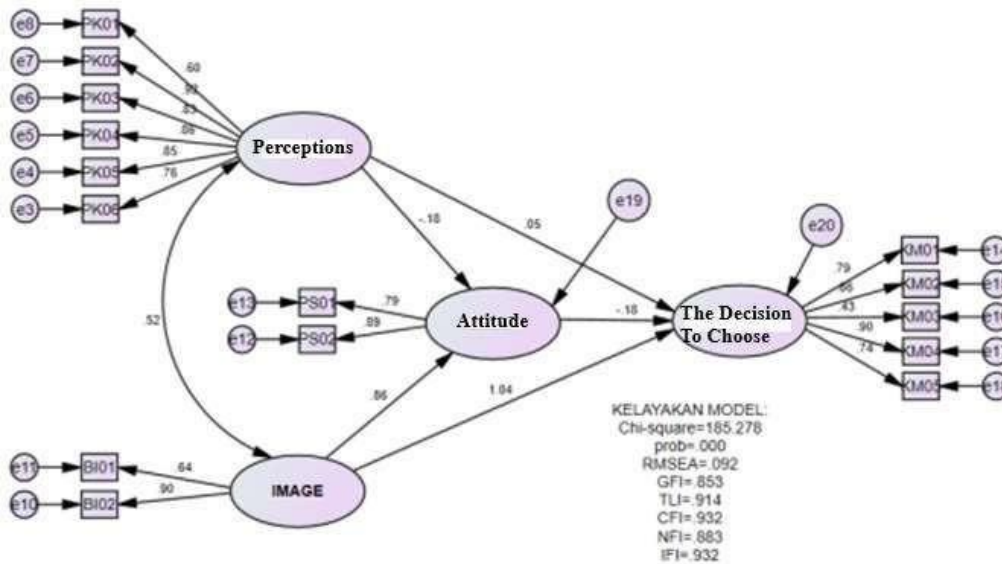 e8
PK01
e7
PK02
e6
PK03
e5
PK04
e4
PK05
e3
PK06
.60
.92
.83
.85
.76
Perceptions
e19
e20
-.18
.05
.52
e13
PS01
e12
PS02
.79
.89
Attitude
-.18
The Decision
To Choose
.79
.43
.90
.74
KM01
KM02
KM03
KM04
KM05
.86
1.04
e11
BI01
e10
BI02
.64
.90
IMAGE
KELAYAKAN MODEL:
Chi-square=185.278
prob=.000
RMSEA=.092
GFI=.853
TLI=.914
CFI=.932
NFI=.883
IFI=.932